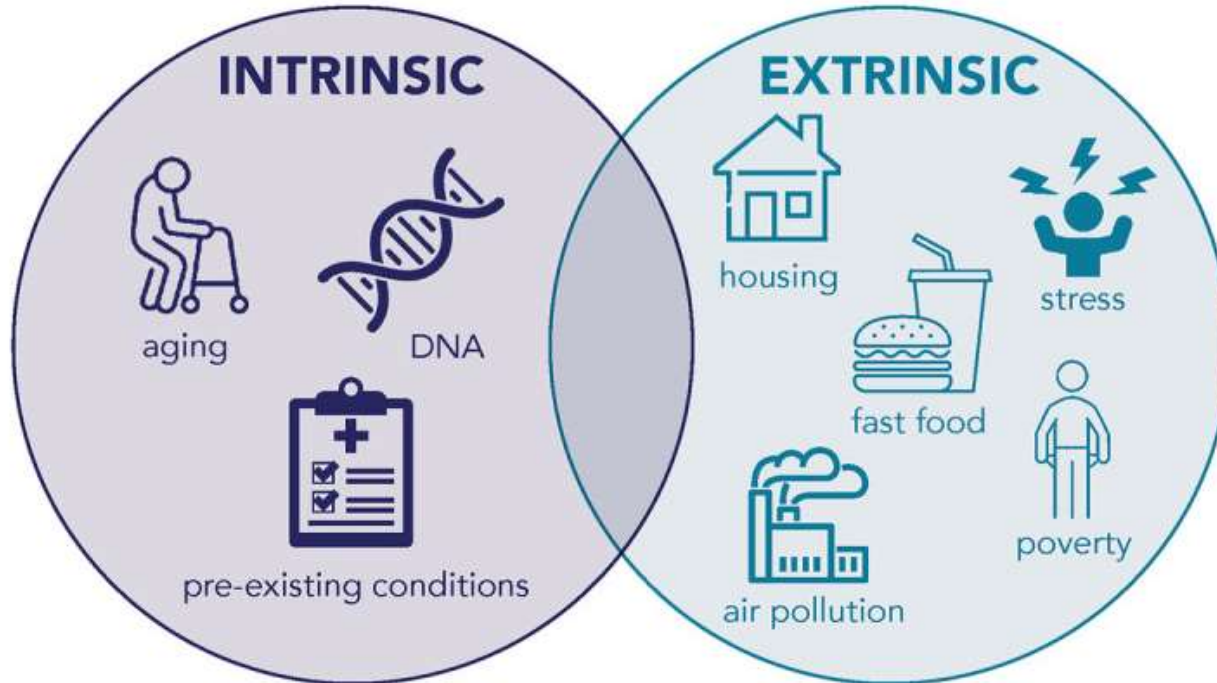 INTRINSIC
aging
DNA
pre-existing conditions
EXTRINSIC
housing
stress
fast food
poverty
air pollution